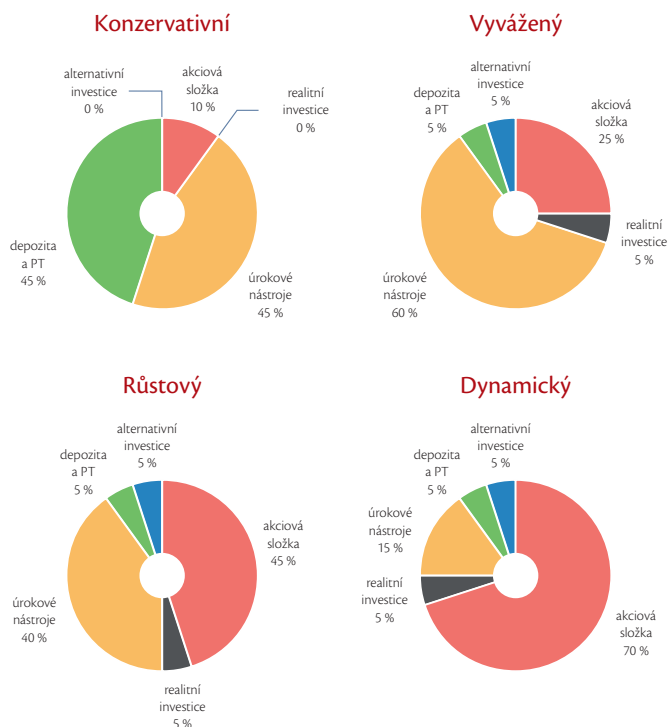 Konzervativní
alternativní
investice
0 %
akciová
složka
10 %
realitní
investice
0 %
depozita
a PT
45 %
úrokové
nástroje
45 %
Vyvážený
alternativní
investice
5 %
depozita
a PT
5 %
akciová
složka
25 %
realitní
investice
5 %
úrokové
nástroje
60 %
Růstový
alternativní
investice
5 %
depozita
a PT
5 %
akciová
složka
45 %
úrokové
nástroje
40 %
realitní
investice
5 %
Dynamický
alternativní
investice
5 %
depozita
a PT
5 %
úrokové
nástroje
15 %
realitní
investice
5 %
akciová
složka
70 %